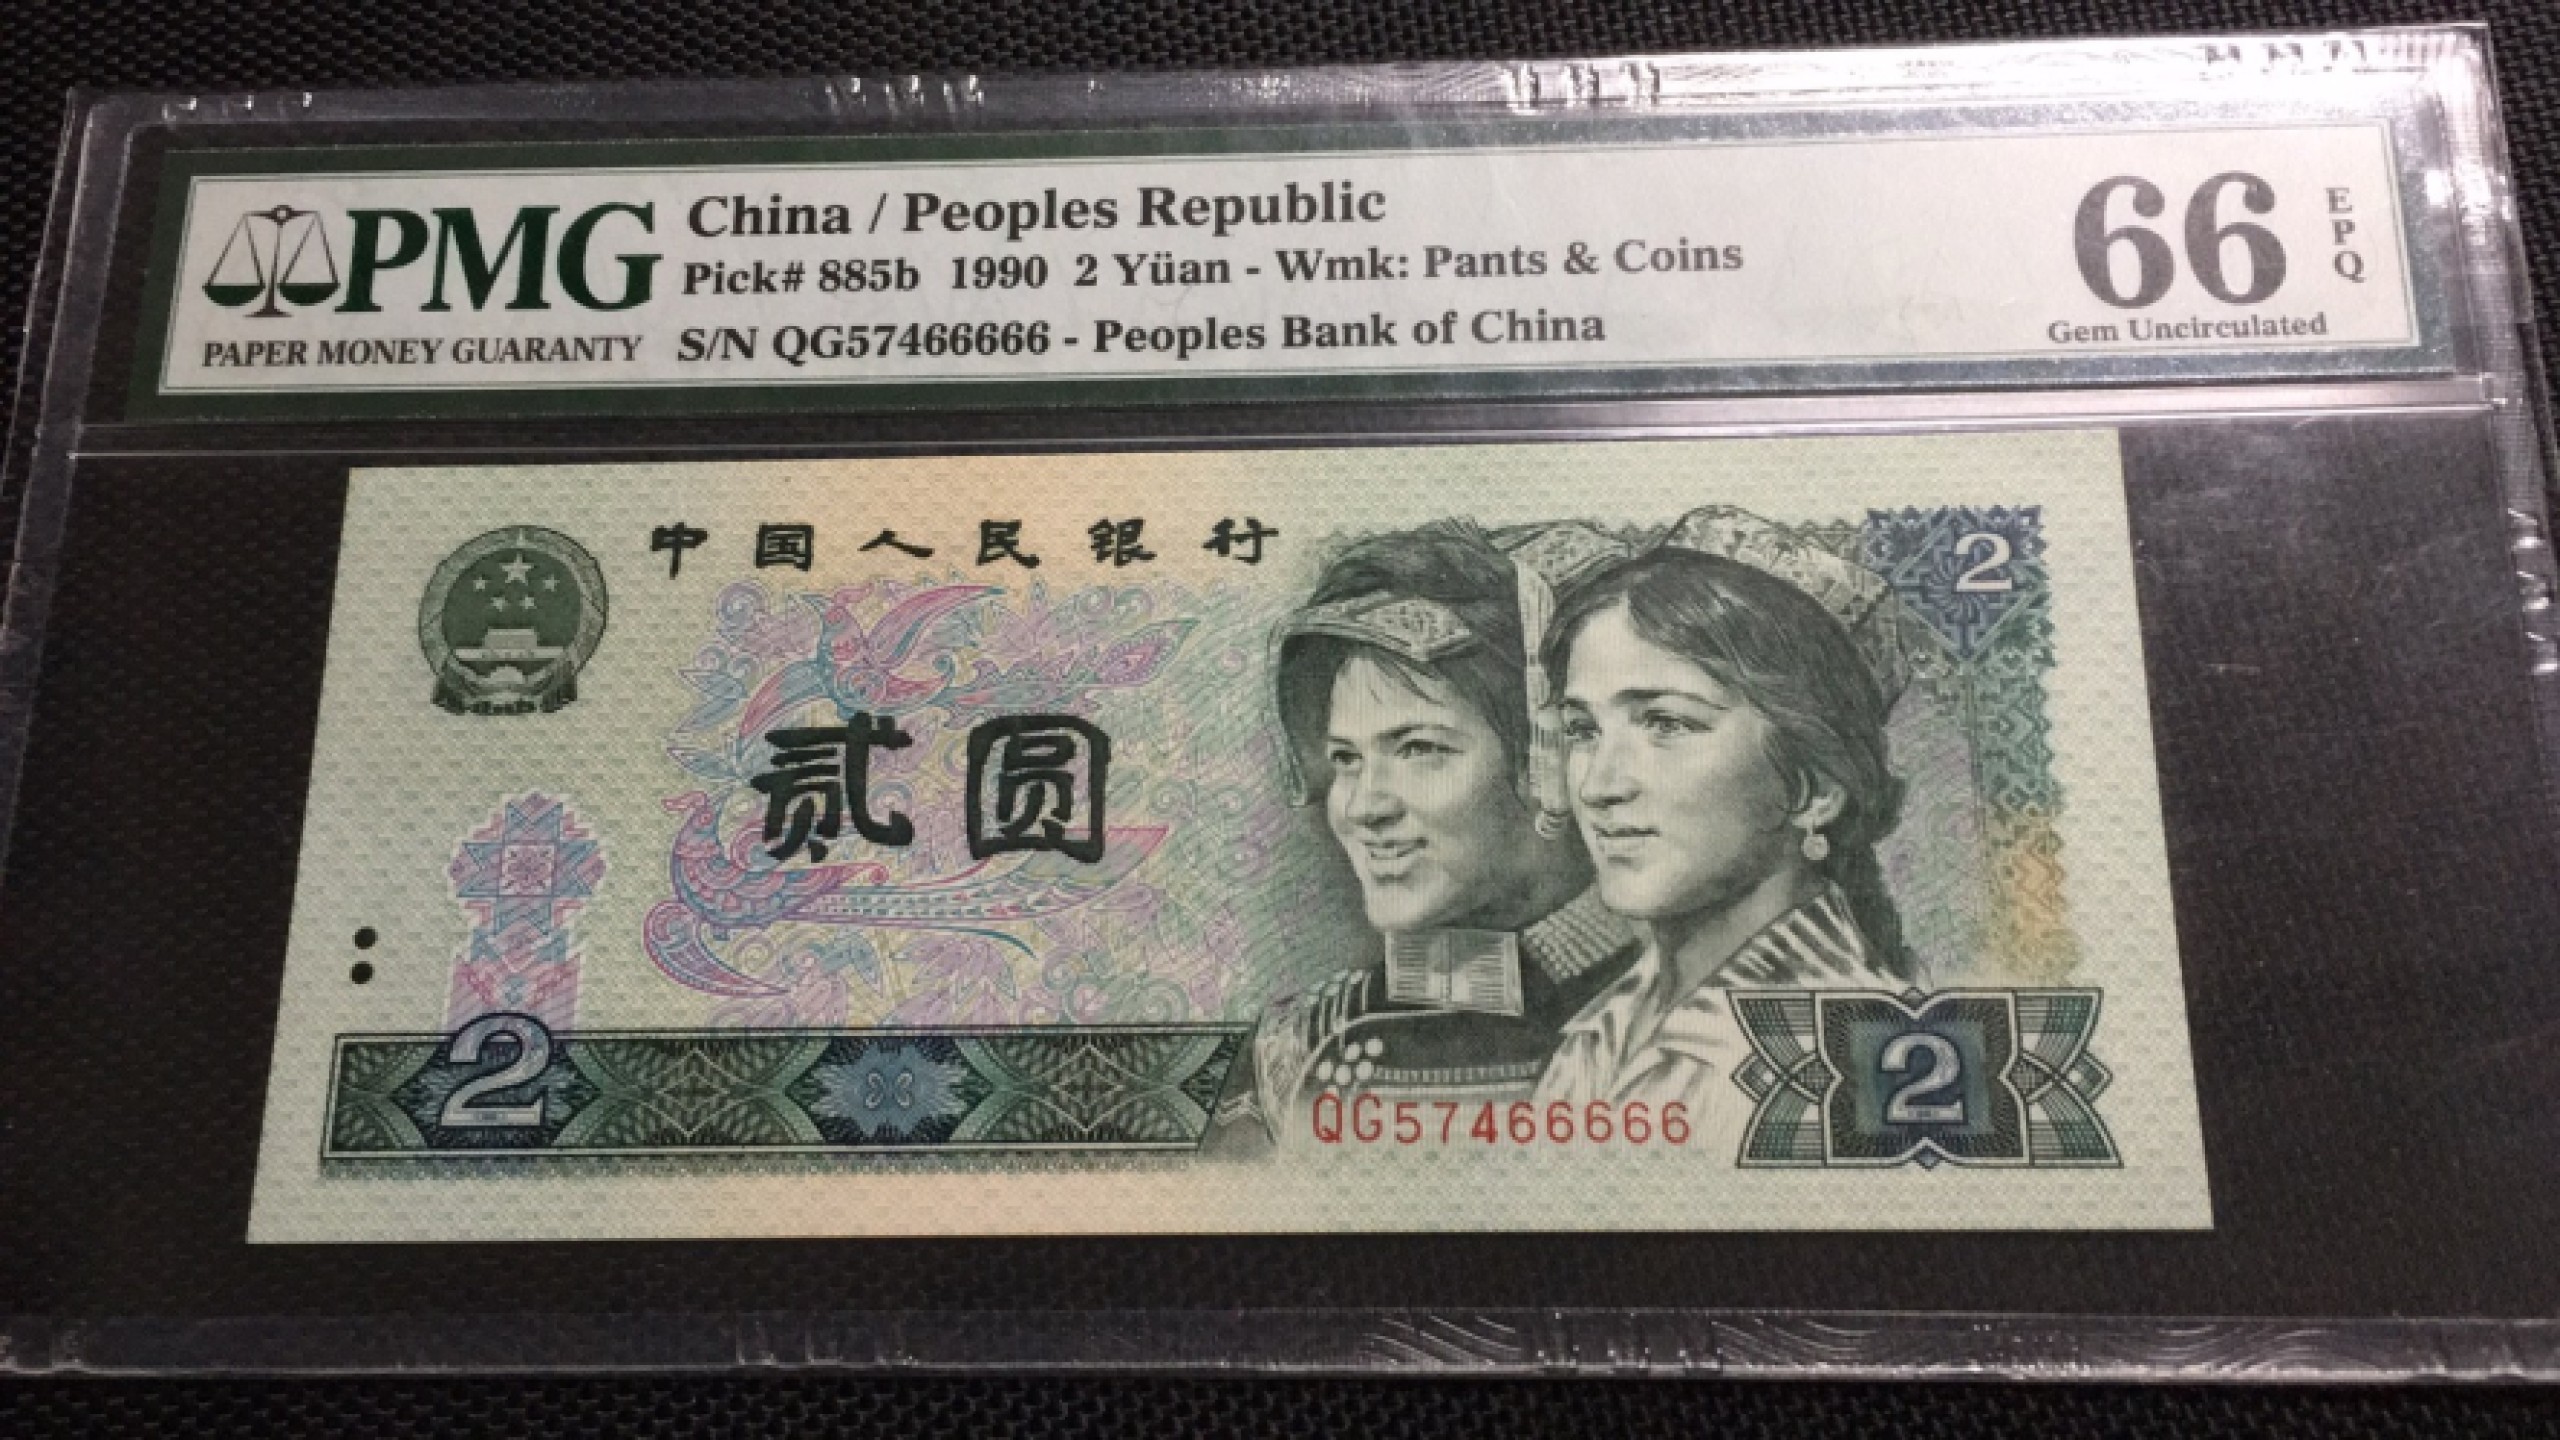 PMG
PAPER MONEY GUARANTY
China / Peoples Republic
Pick# 885b 1990 2 Yüan - Wmk: Pants & Coins
S/N QG57466666 - Peoples Bank of China
66
EPQ
Gem Uncirculated
中国人民银行
2
贰圆
2
QG57466666
2